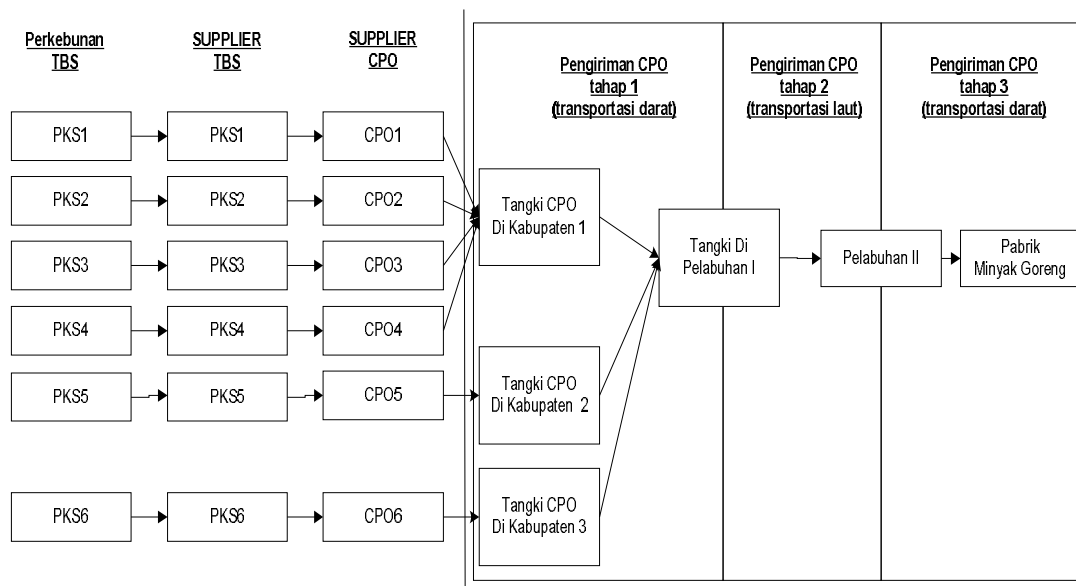 Perkebunan
TBS
SUPPLIER
TBS
SUPPLIER
CPO
Pengiriman CPO
tahap 1
(transportasi darat)
Pengiriman CPO
tahap 2
(transportasi laut)
Pengiriman CPO
tahap 3
(transportasi darat)
PKS1
PKS1
CPO1
PKS2
PKS2
CPO2
PKS3
PKS3
CPO3
PKS4
PKS4
CPO4
PKS5
PKS5
CPO5
PKS6
PKS6
CPO6
Tangki CPO
Di Kabupaten 1
Tangki CPO
Di Kabupaten 2
Tangki CPO
Di Kabupaten 3
Tangki Di
Pelabuhan I
Pelabuhan II
Pabrik
Minyak Goreng